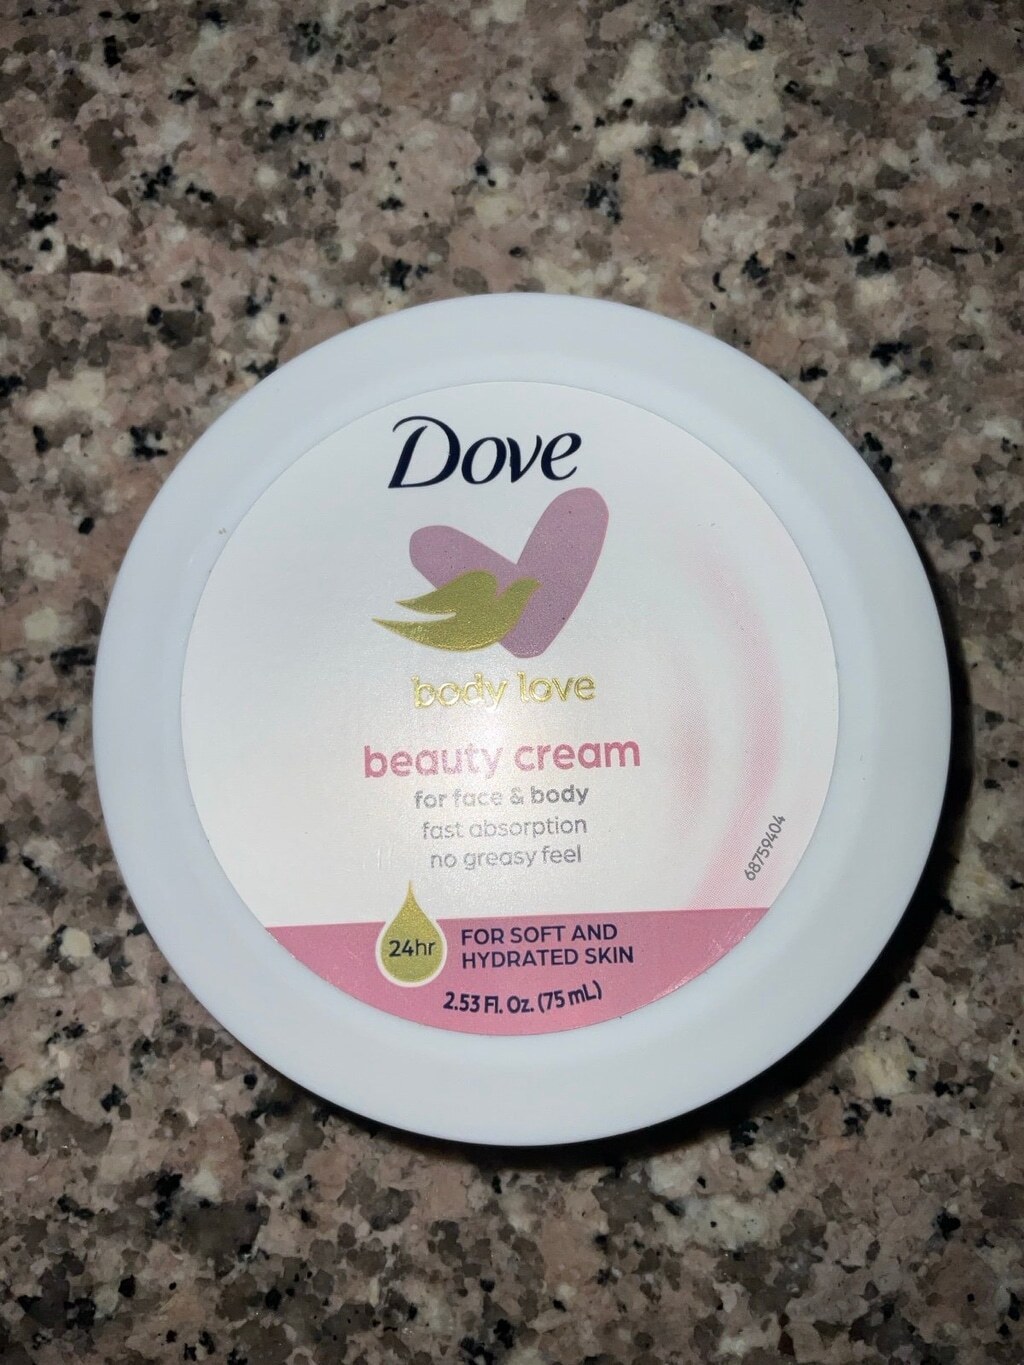 Dove
body love
beauty cream
for face & body
fast absorption
no greasy feel
68759404
24hr
FOR SOFT AND
HYDRATED SKIN
2.53 Fl. Oz. (75 mL)